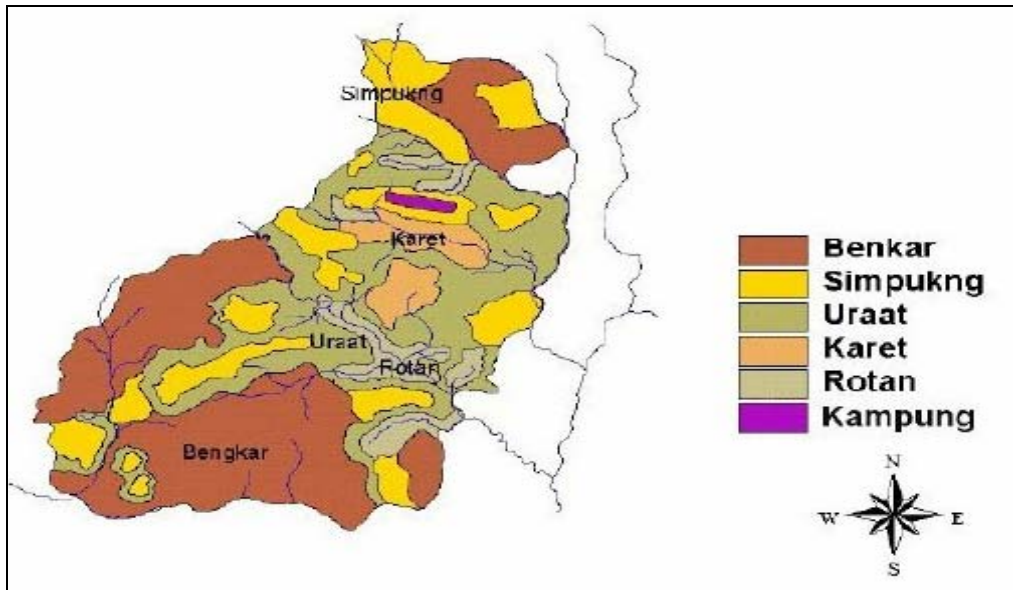 Simpukng
Karet
Uraat
Rotan
Bengkar
Benkar
Simpukng
Uraat
Karet
Rotan
Kampung
N
W
E
S